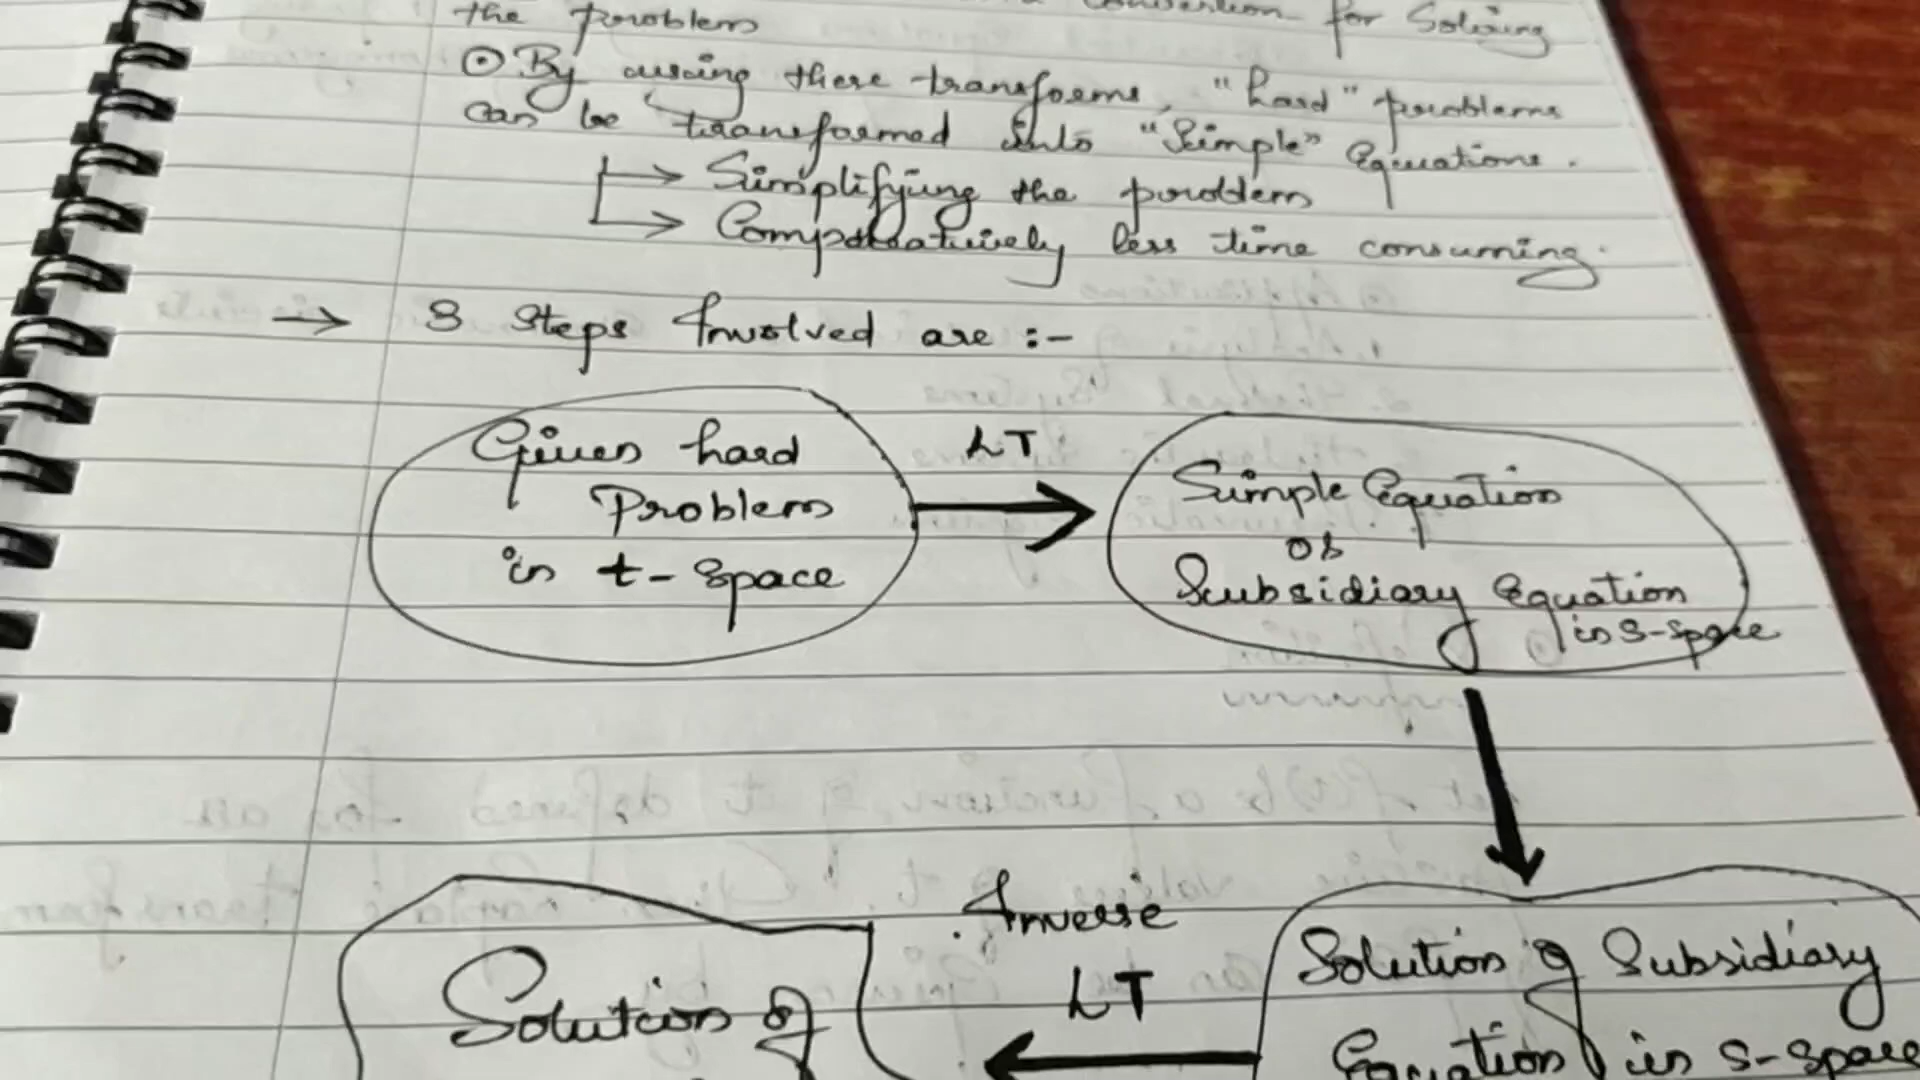 for Solving
the problem
⊙ By using these transforms, "hard" problems
can be transformed into "Simple" Equations.
→ Simplifying the problem
→ Comparatively less time consuming.
→ 3 Steps Involved are :-
Given hard
Problem
in t-space
LT
Simple Equation
or
Subsidiary Equation
in s-space
Inverse
LT
Solution of Subsidiary
Equation in s-space
Solution of